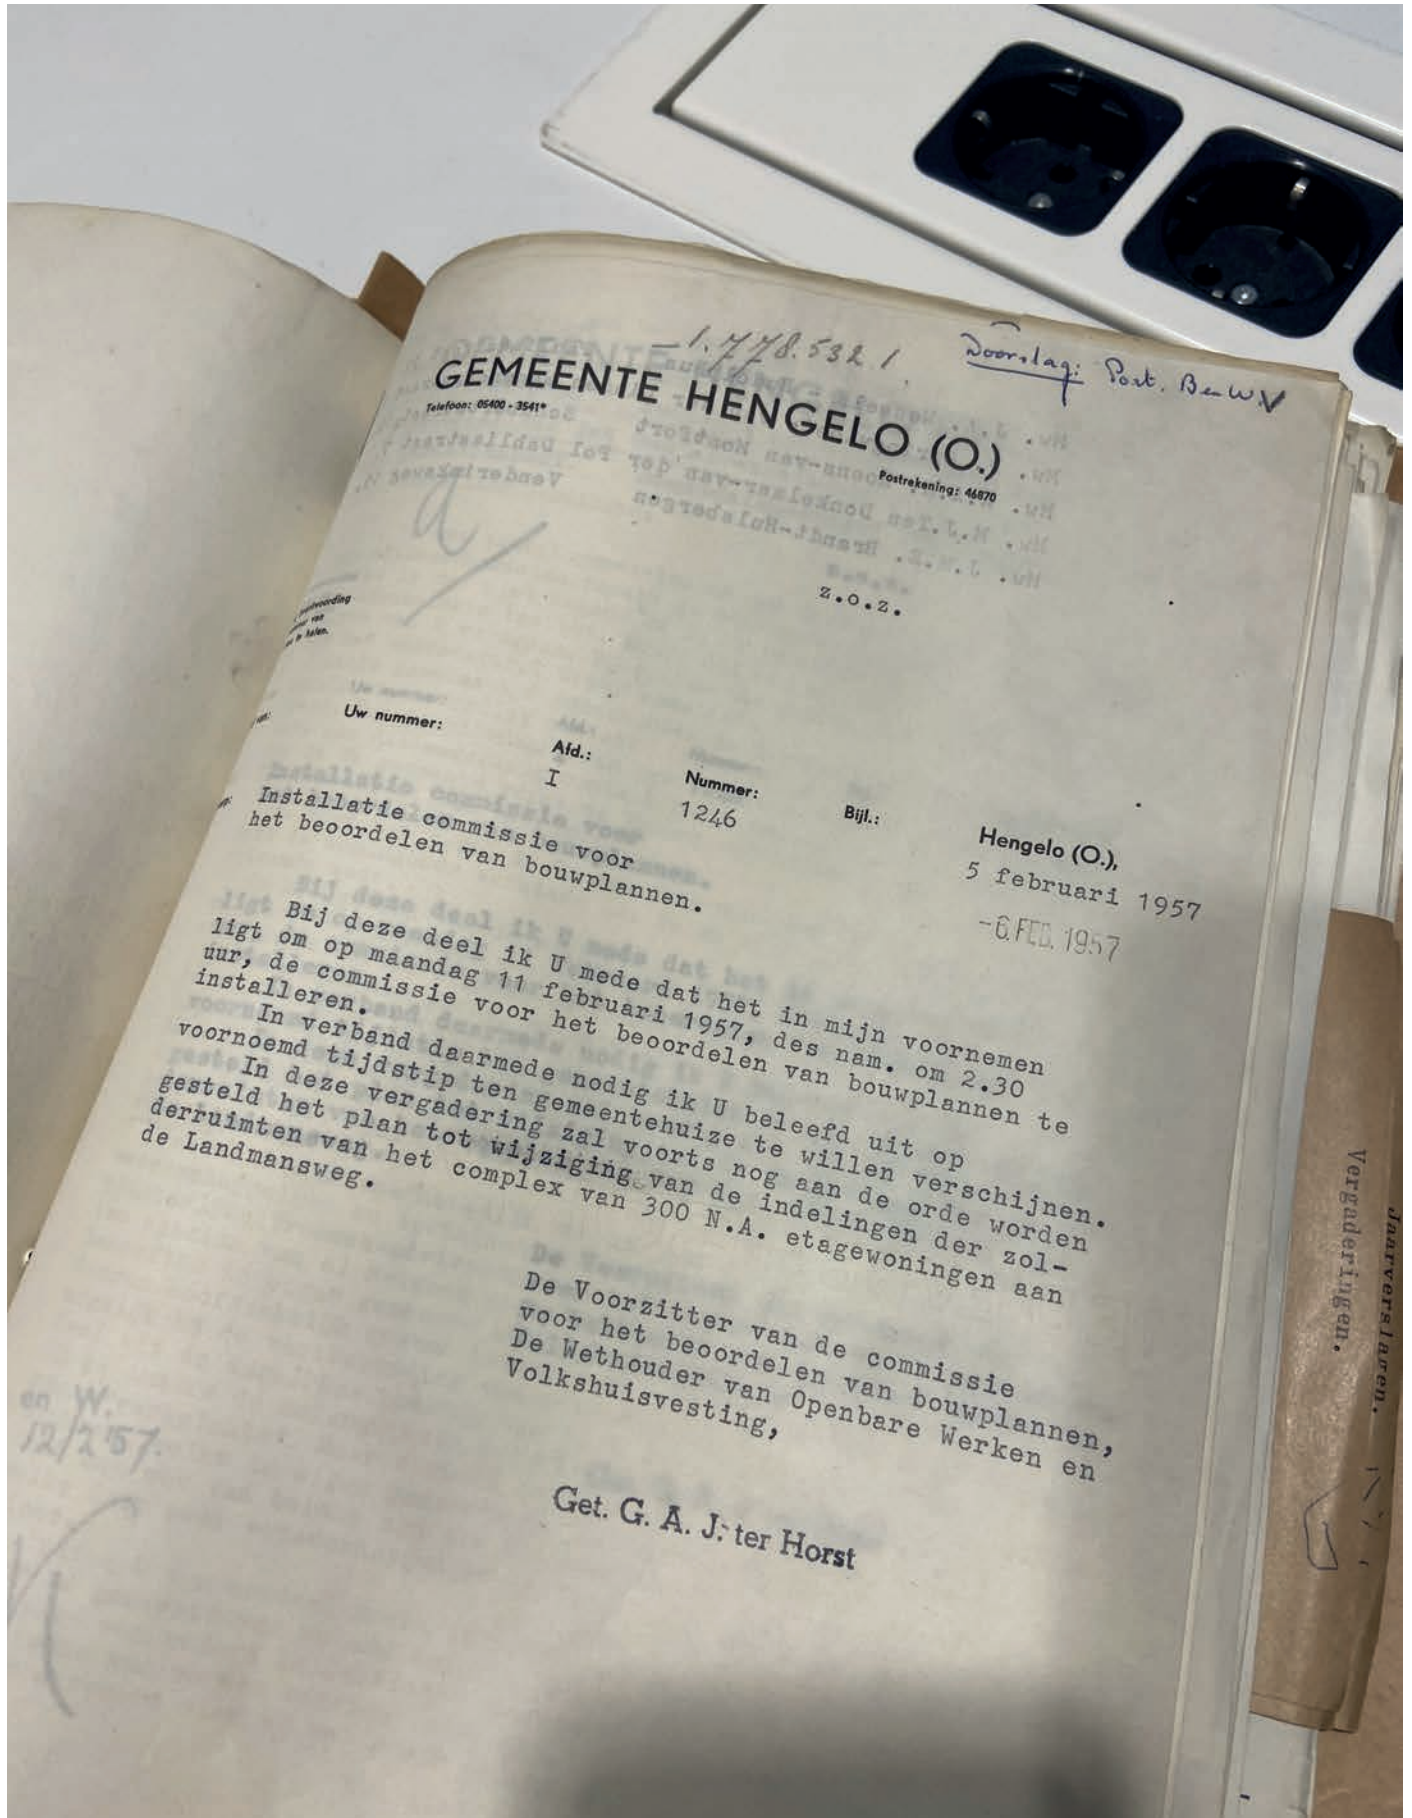 -1.778.532.1
Doorslag: Post. BenW.V
GEMEENTE HENGELO (O.)
Telefoon: 05400 - 3541*
Postrekening: 46870
z.o.z.
van
te halen.
Uw nummer:
Afd.:
I
Nummer:
1246
Bijl.:
Hengelo (O.),
5 februari 1957
-6. FEB. 1957
Installatie commissie voor
het beoordelen van bouwplannen.
Bij deze deel ik U mede dat het in mijn voornemen
ligt om op maandag 11 februari 1957, des nam. om 2.30
uur, de commissie voor het beoordelen van bouwplannen te
installeren.
In verband daarmede nodig ik U beleefd uit op
voornoemd tijdstip ten gemeentehuize te willen verschijnen.
In deze vergadering zal voorts nog aan de orde worden
gesteld het plan tot wijziging van de indelingen der zol-
derruimten van het complex van 300 N.A. etagewoningen aan
de Landmansweg.
De Voorzitter van de commissie
voor het beoordelen van bouwplannen,
De Wethouder van Openbare Werken en
Volkshuisvesting,
Get. G. A. J. ter Horst
en W.
12/2'57.
Jaarverslagen.
Vergaderingen.